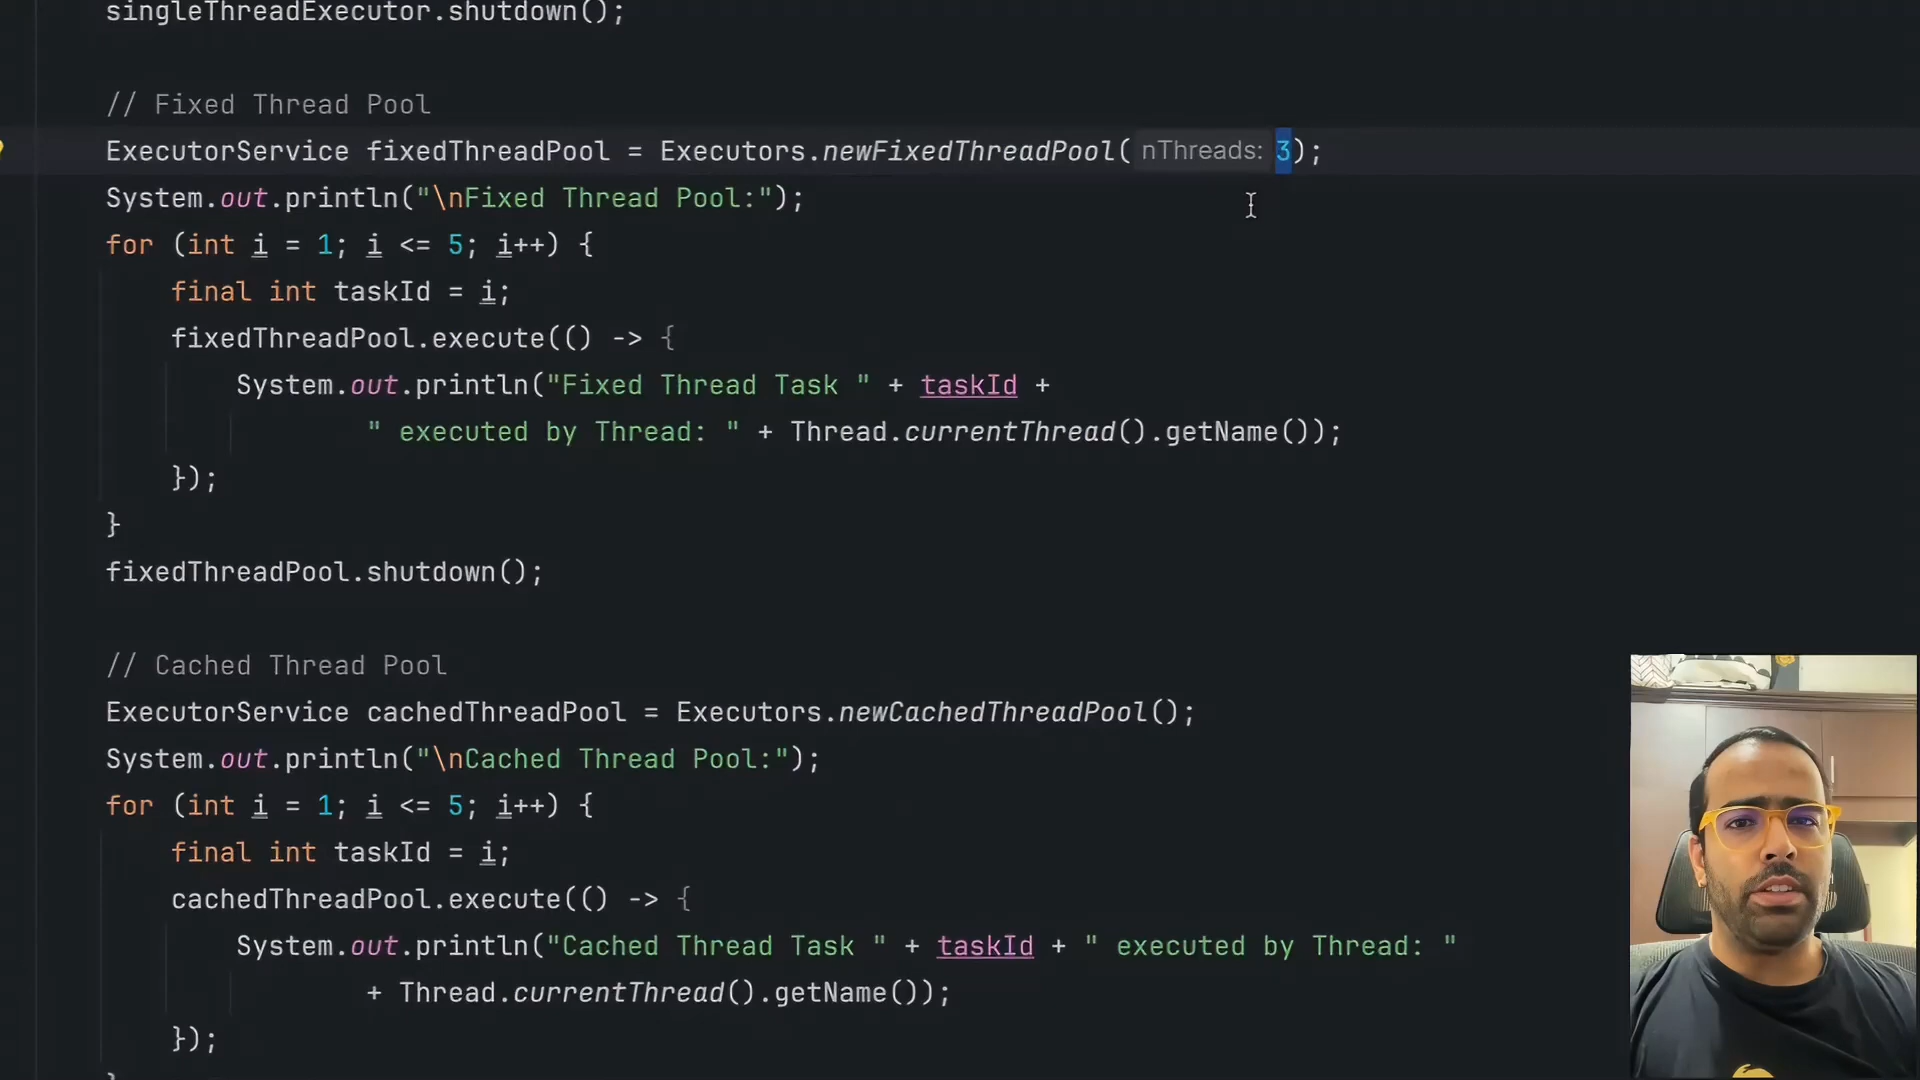 singleThreadExecutor.shutdown();
// Fixed Thread Pool
ExecutorService fixedThreadPool = Executors.newFixedThreadPool( nThreads: 3);
System.out.println("\nFixed Thread Pool:");
for (int i = 1; i <= 5; i++) {
final int taskId = i;
fixedThreadPool.execute(() -> {
System.out.println("Fixed Thread Task " + taskId +
" executed by Thread: " + Thread.currentThread().getName());
});
}
fixedThreadPool.shutdown();
// Cached Thread Pool
ExecutorService cachedThreadPool = Executors.newCachedThreadPool();
System.out.println("\nCached Thread Pool:");
for (int i = 1; i <= 5; i++) {
final int taskId = i;
cachedThreadPool.execute(() -> {
System.out.println("Cached Thread Task " + taskId + " executed by Thread: "
+ Thread.currentThread().getName());
});
}